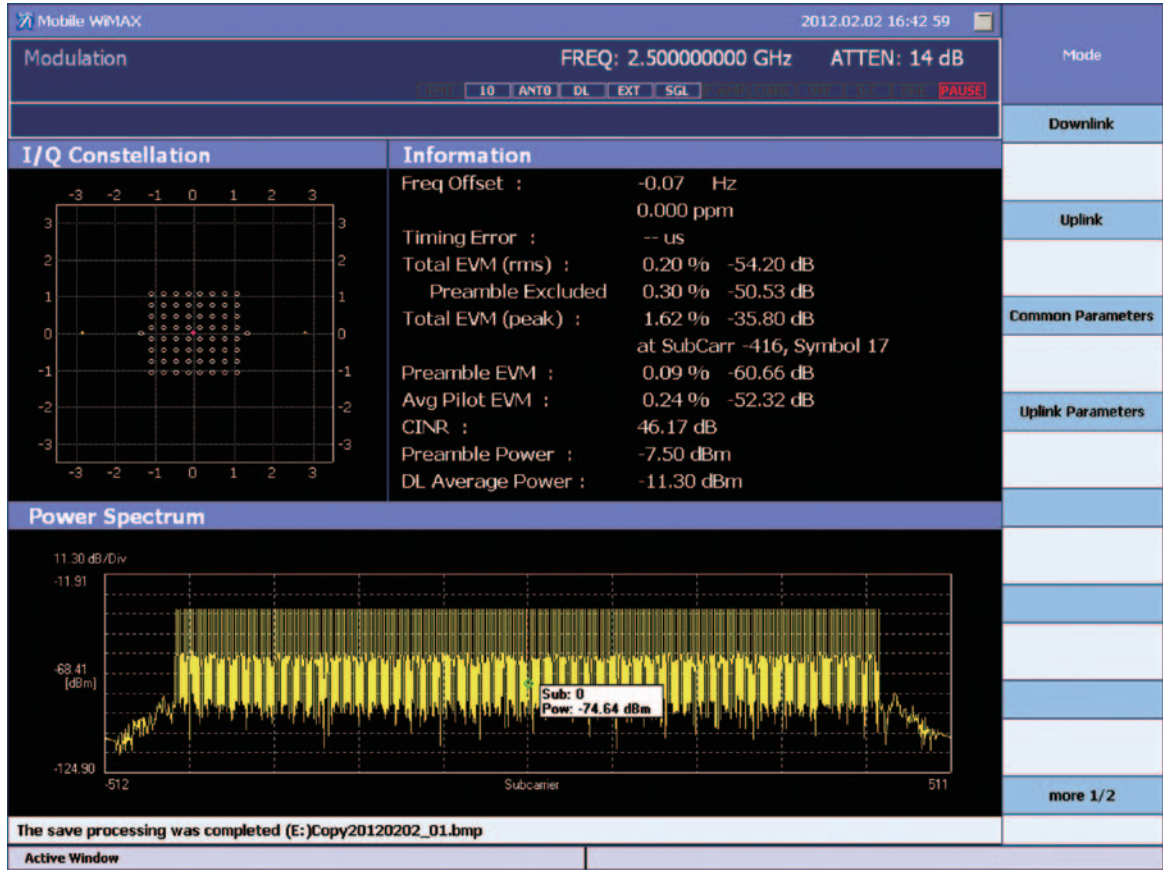 Mobile WiMAX 2012.02.02 16:42 59
Modulation FREQ: 2.500000000 GHz ATTEN: 14 dB
10 ANT0 DL EXT SGL PAUSE
I/Q Constellation
-3 -2 -1 0 1 2 3
3 3
2 2
1 1
0 0
-1 -1
-2 -2
-3 -3
-3 -2 -1 0 1 2 3
Information
Freq Offset : -0.07 Hz
0.000 ppm
Timing Error : -- us
Total EVM (rms) : 0.20 % -54.20 dB
Preamble Excluded 0.30 % -50.53 dB
Total EVM (peak) : 1.62 % -35.80 dB
at SubCarr -416, Symbol 17
Preamble EVM : 0.09 % -60.66 dB
Avg Pilot EVM : 0.24 % -52.32 dB
CINR : 46.17 dB
Preamble Power : -7.50 dBm
DL Average Power : -11.30 dBm
Power Spectrum
11.30 dB/Div
-11.91
-68.41
[dBm]
Sub: 0
Pow: -74.64 dBm
-124.90
-512 Subcarrier 511
The save processing was completed (E:)Copy20120202_01.bmp
Active Window
Mode
Downlink
Uplink
Common Parameters
Uplink Parameters
more 1/2